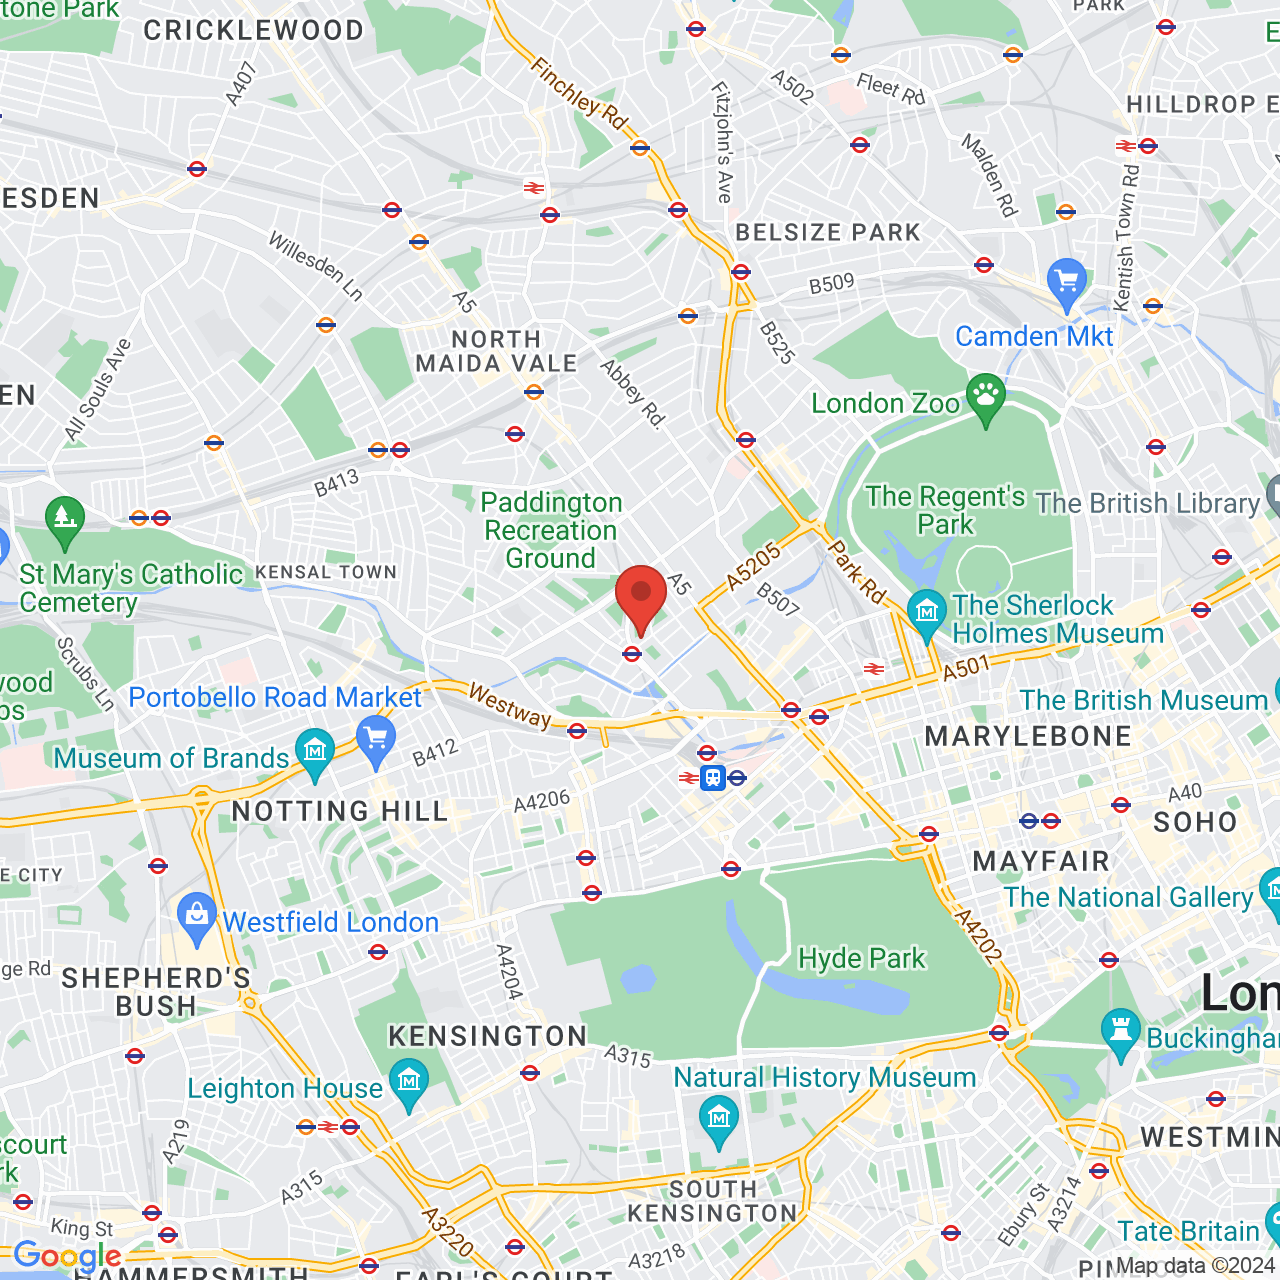 tone Park
CRICKLEWOOD
PARK
E
A407
Finchley Rd
Fitzjohn's Ave
A502
Fleet Rd
HILLDROP E
Malden Rd
ESDEN
Kentish Town Rd
BELSIZE PARK
Willesden Ln
A5
B509
Camden Mkt
NORTH
MAIDA VALE
B525
All Souls Ave
Abbey Rd.
EN
London Zoo
B413
Paddington
Recreation
Ground
The Regent's
Park
The British Library
St Mary's Catholic
Cemetery
KENSAL TOWN
A5
A5205
B507
Park Rd
The Sherlock
Holmes Museum
Scrubs Ln
A501
wood
bs
Portobello Road Market
Westway
The British Museum
Museum of Brands
B412
MARYLEBONE
NOTTING HILL
A4206
A40
SOHO
E CITY
MAYFAIR
The National Gallery
Westfield London
A4202
ge Rd
A4204
Hyde Park
SHEPHERD'S
BUSH
Lon
KENSINGTON
A315
Buckingham
Leighton House
Natural History Museum
scourt
rk
A219
WESTMIN
A315
SOUTH
KENSINGTON
A3214
Ebury St
King St
A3220
Tate Britain
Google
A3218
HAMMERSMITH
EARL'S COURT
PI
Map data ©2024